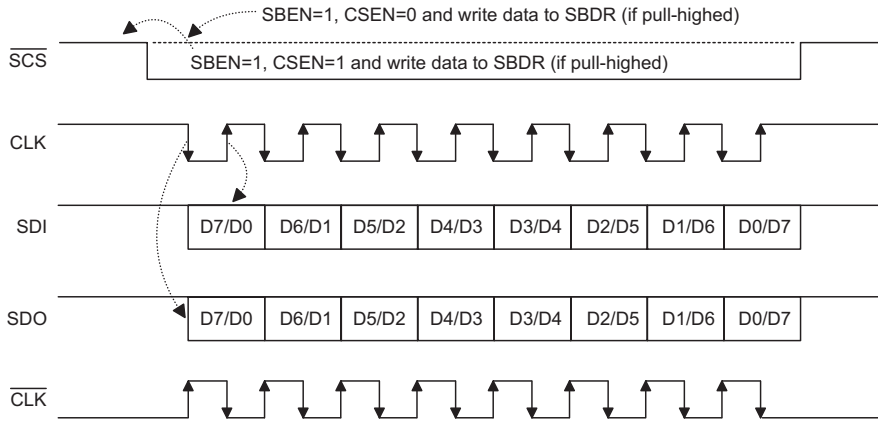 SBEN=1, CSEN=0 and write data to SBDR (if pull-highed)
SCS
SBEN=1, CSEN=1 and write data to SBDR (if pull-highed)
CLK
SDI D7/D0 D6/D1 D5/D2 D4/D3 D3/D4 D2/D5 D1/D6 D0/D7
SDO D7/D0 D6/D1 D5/D2 D4/D3 D3/D4 D2/D5 D1/D6 D0/D7
CLK